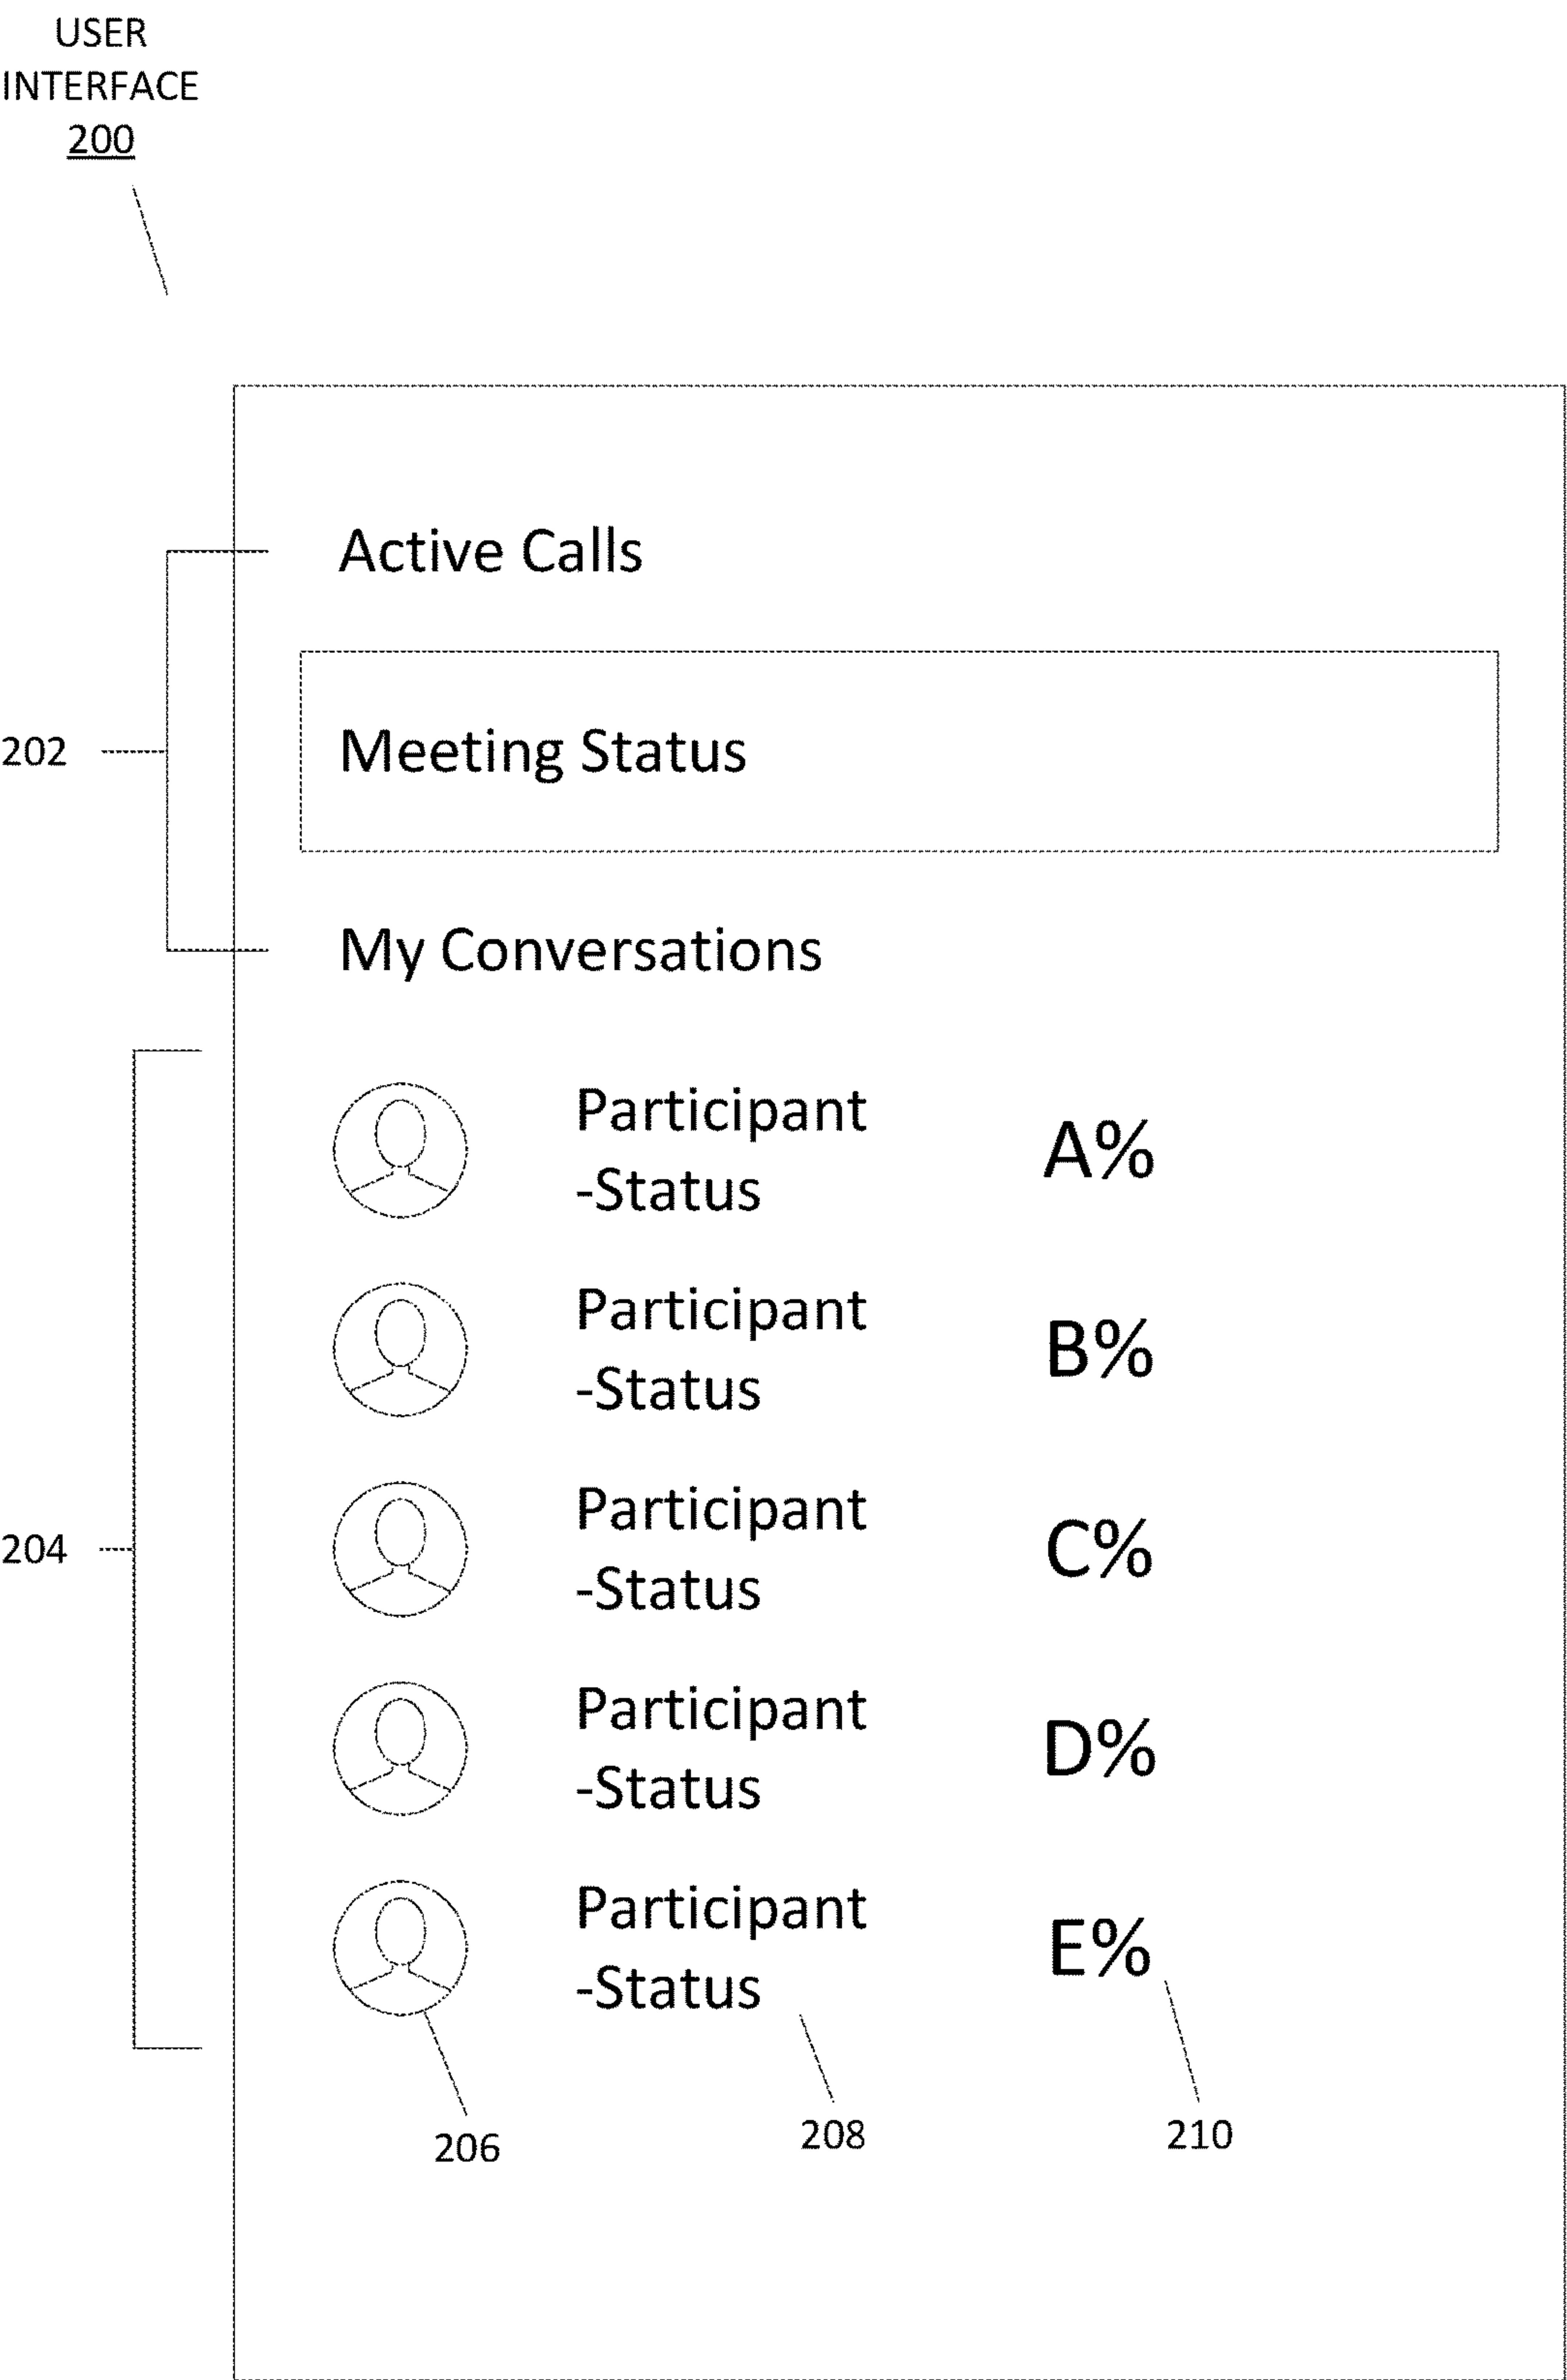 USER
INTERFACE
200
Active Calls
202
Meeting Status
My Conversations
Participant
-Status
A%
Participant
-Status
B%
204
Participant
-Status
C%
Participant
-Status
D%
Participant
-Status
E%
206
208
210